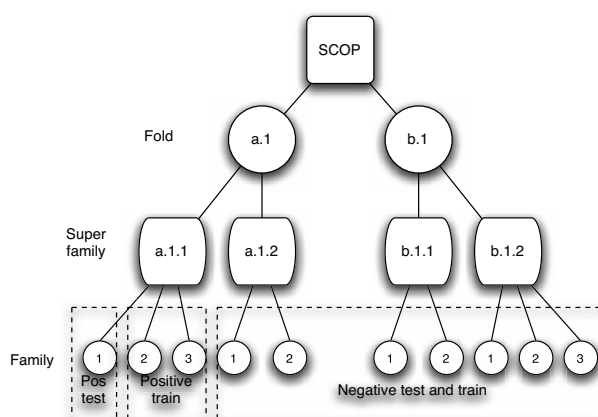 SCOP
Fold
a.1
b.1
Super
family
a.1.1
a.1.2
b.1.1
b.1.2
Family
1
2
3
1
2
1
2
1
2
3
Pos
test
Positive
train
Negative test and train